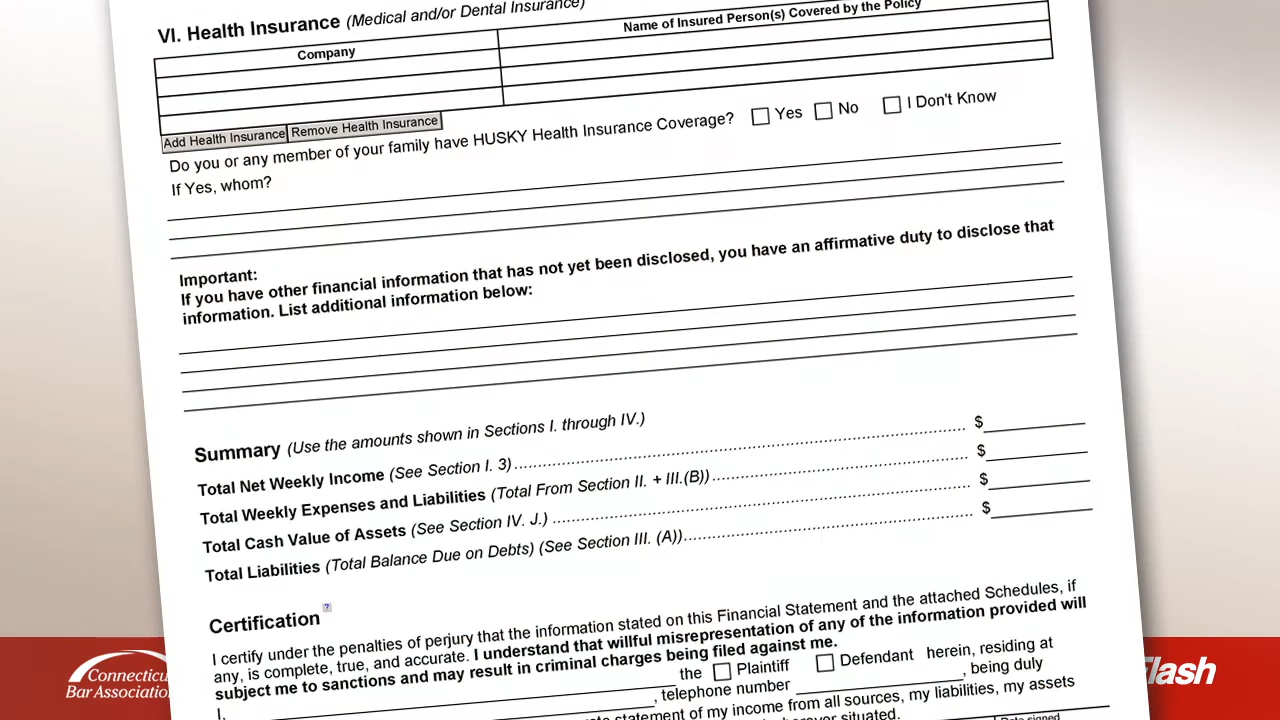 VI. Health Insurance (Medical and/or Dental Insurance)
Company
Name of Insured Person(s) Covered by the Policy
Add Health Insurance
Remove Health Insurance
Do you or any member of your family have HUSKY Health Insurance Coverage?
Yes
No
I Don't Know
If Yes, whom?
Important:
If you have other financial information that has not yet been disclosed, you have an affirmative duty to disclose that
information. List additional information below:
Summary (Use the amounts shown in Sections I. through IV.)
Total Net Weekly Income (See Section I. 3) $
Total Weekly Expenses and Liabilities (Total From Section II. + III.(B)) $
Total Cash Value of Assets (See Section IV. J.) $
Total Liabilities (Total Balance Due on Debts) (See Section III. (A)) $
Certification ?
I certify under the penalties of perjury that the information stated on this Financial Statement and the attached Schedules, if
any, is complete, true, and accurate. I understand that willful misrepresentation of any of the information provided will
subject me to sanctions and may result in criminal charges being filed against me.
I, the Plaintiff Defendant herein, residing at
, telephone number , being duly
statement of my income from all sources, my liabilities, my assets
situated.
Date signed
Connecticu
Bar Association
Flash